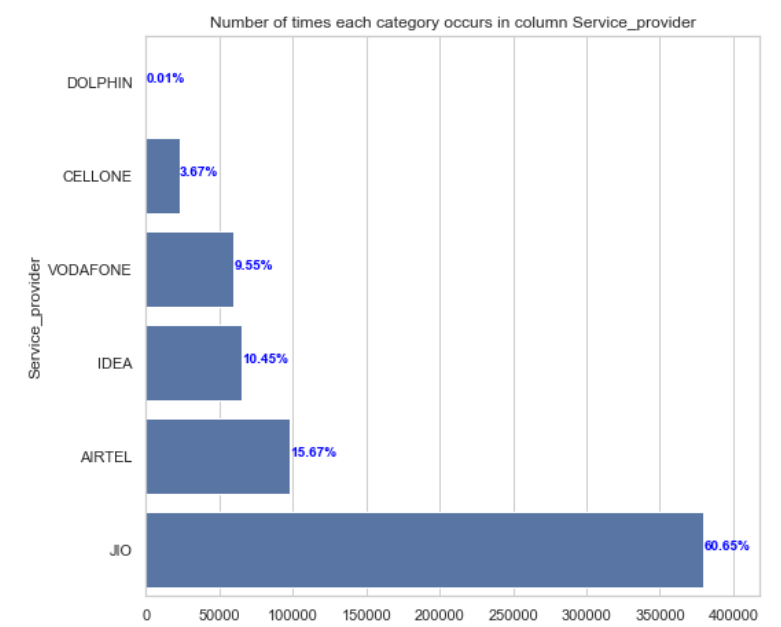 Number of times each category occurs in column Service_provider
DOLPHIN 0.01%
CELLONE 3.67%
VODAFONE 9.55%
IDEA 10.45%
AIRTEL 15.67%
JIO 60.65%
Service_provider
0 50000 100000 150000 200000 250000 300000 350000 400000